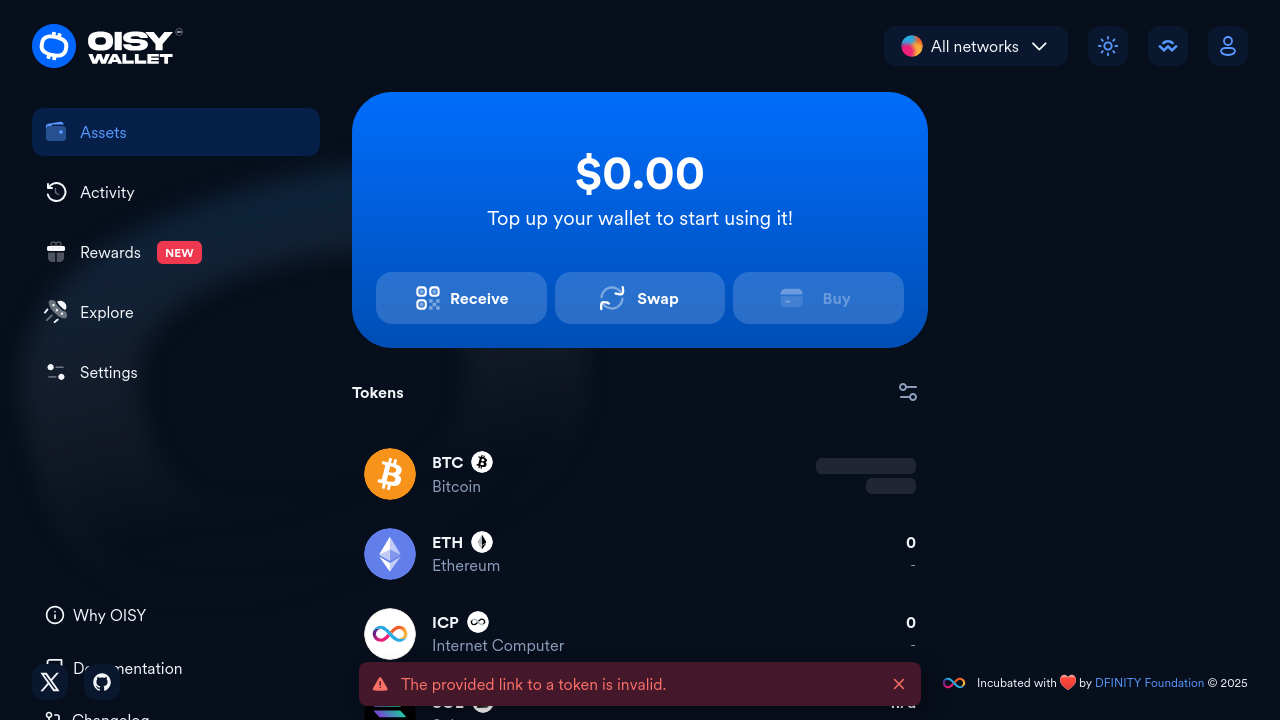 OISY
WALLET
All networks
Assets
Activity
Rewards NEW
Explore
Settings
$0.00
Top up your wallet to start using it!
Receive
Swap
Buy
Tokens
BTC
Bitcoin
ETH
0
Ethereum
-
ICP
0
Internet Computer
-
Why OISY
The provided link to a token is invalid.
Incubated with ❤️ by DFINITY Foundation © 2025